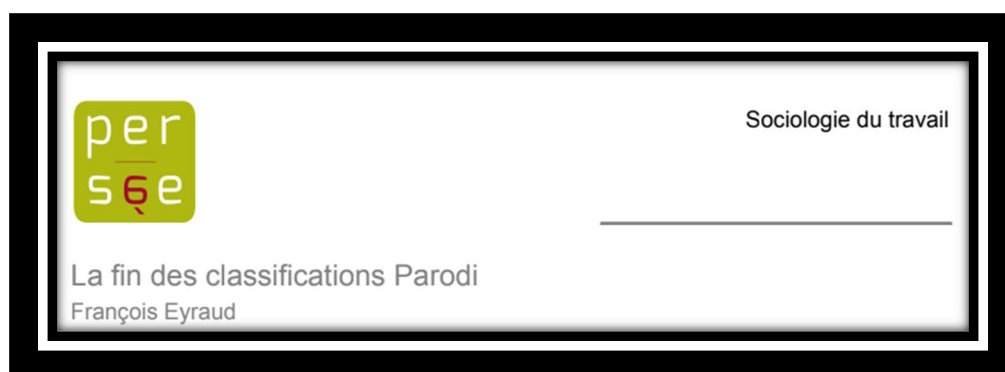 per
sée
Sociologie du travail
La fin des classifications Parodi
François Eyraud